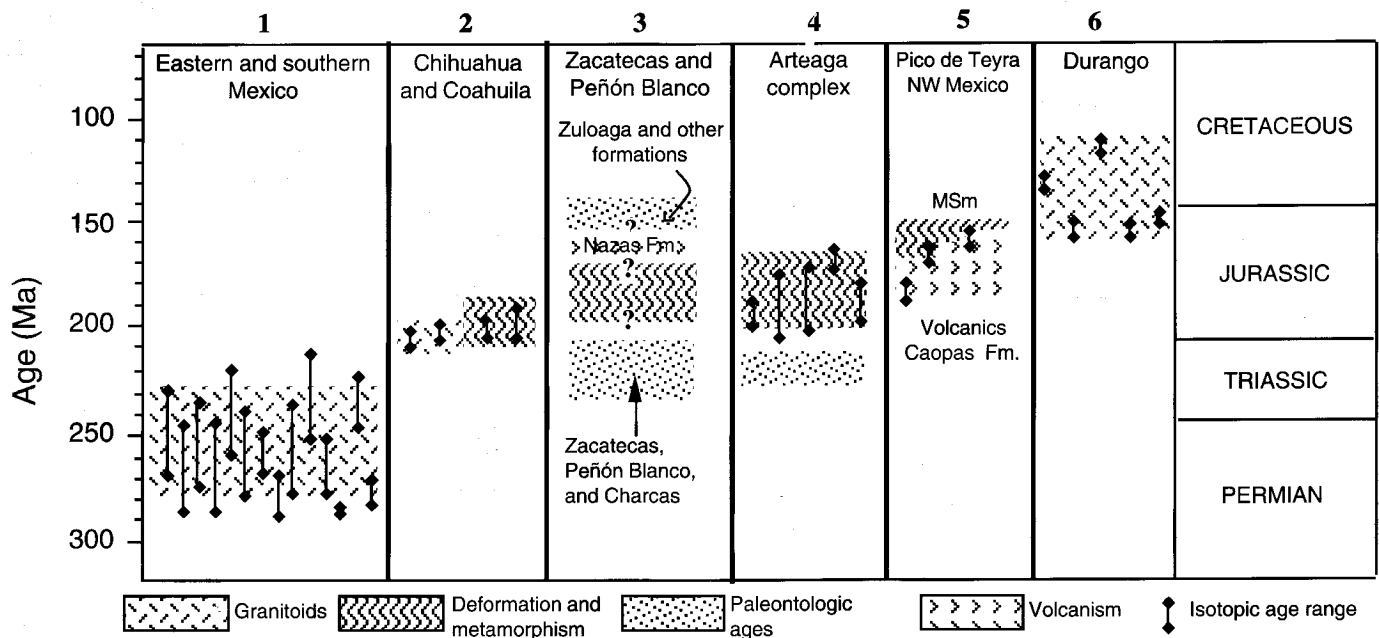 1
2
3
4
5
6
Eastern and southern
Mexico
Chihuahua
and Coahuila
Zacatecas and
Peñón Blanco
Arteaga
complex
Pico de Teyra
NW Mexico
Durango
Age (Ma)
100
150
200
250
300
Zuloaga and other
formations
?
Nazas Fm
?
?
Zacatecas,
Peñón Blanco,
and Charcas
MSm
Volcanics
Caopas Fm.
CRETACEOUS
JURASSIC
TRIASSIC
PERMIAN
Granitoids
Deformation and
metamorphism
Paleontologic
ages
Volcanism
Isotopic age range